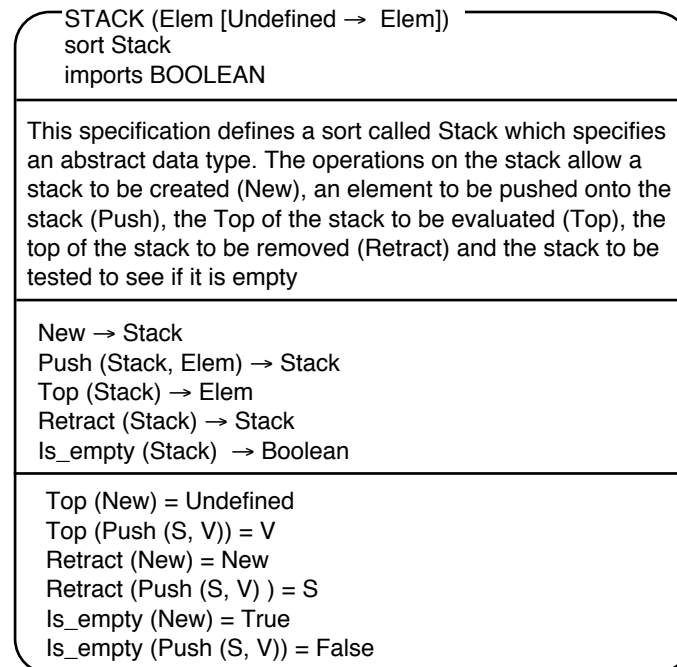 STACK (Elem [Undefined → Elem])
sort Stack
imports BOOLEAN
This specification defines a sort called Stack which specifies
an abstract data type. The operations on the stack allow a
stack to be created (New), an element to be pushed onto the
stack (Push), the Top of the stack to be evaluated (Top), the
top of the stack to be removed (Retract) and the stack to be
tested to see if it is empty
New → Stack
Push (Stack, Elem) → Stack
Top (Stack) → Elem
Retract (Stack) → Stack
Is_empty (Stack) → Boolean
Top (New) = Undefined
Top (Push (S, V)) = V
Retract (New) = New
Retract (Push (S, V) ) = S
Is_empty (New) = True
Is_empty (Push (S, V)) = False